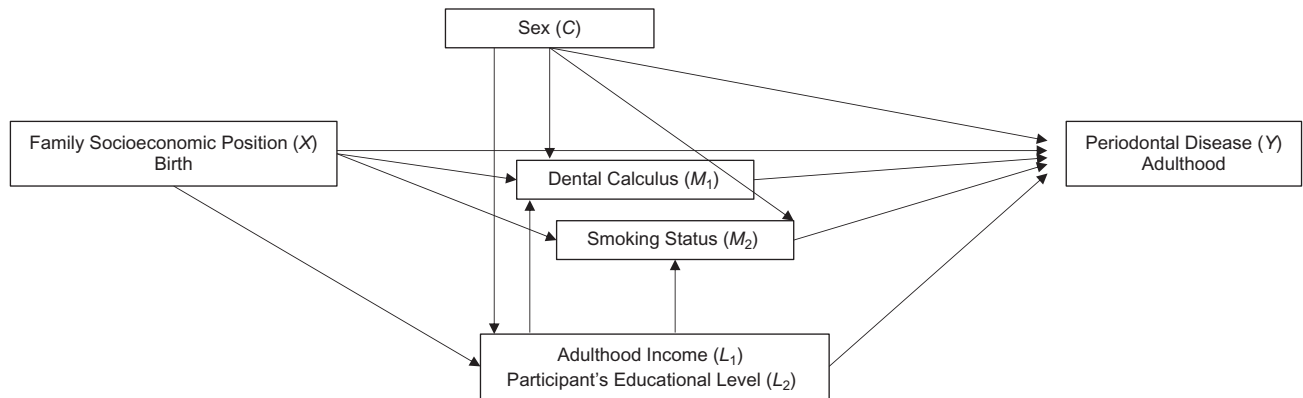 Sex (C)
Family Socioeconomic Position (X)
Birth
Periodontal Disease (Y)
Adulthood
Dental Calculus (M₁)
Smoking Status (M₂)
Adulthood Income (L₁)
Participant's Educational Level (L₂)